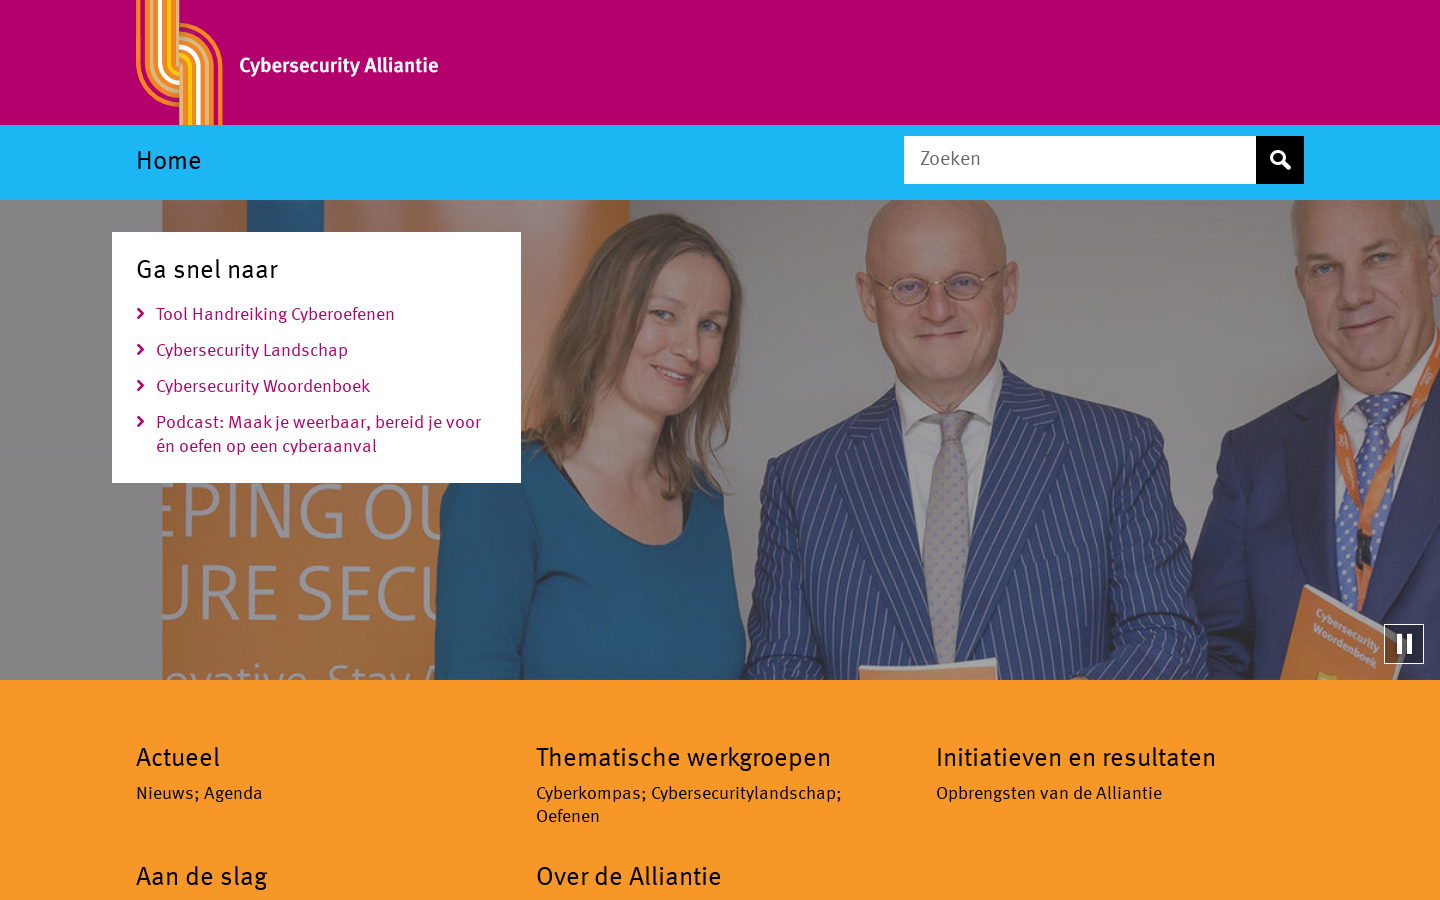 Cybersecurity Alliantie
Home
Zoeken
Ga snel naar
Tool Handreiking Cyberoefenen
Cybersecurity Landschap
Cybersecurity Woordenboek
Podcast: Maak je weerbaar, bereid je voor
én oefen op een cyberaanval
EPING OU
URE SECU
ovative. Stay A
Cybersecurity
Woordenboek
Actueel
Nieuws; Agenda
Thematische werkgroepen
Cyberkompas; Cybersecuritylandschap;
Oefenen
Initiatieven en resultaten
Opbrengsten van de Alliantie
Aan de slag
Over de Alliantie